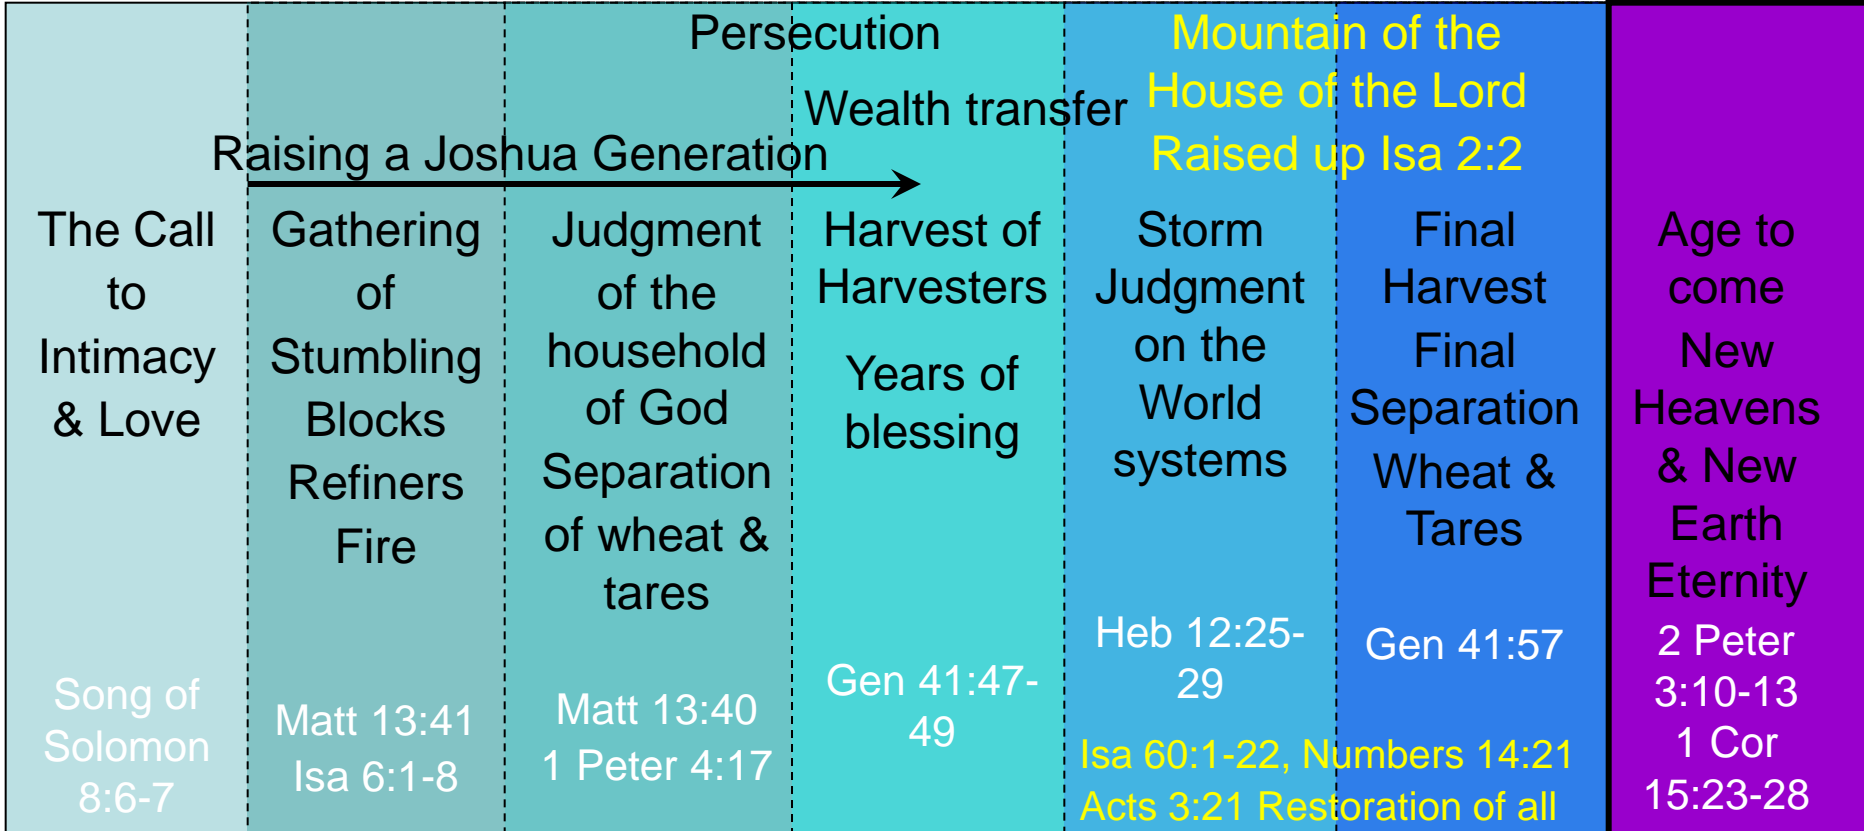 Persecution
Mountain of the
House of the Lord
Raised up Isa 2:2
Wealth transfer
Raising a Joshua Generation
The Call
to
Intimacy
& Love
Song of
Solomon
8:6-7
Gathering
of
Stumbling
Blocks
Refiners
Fire
Matt 13:41
Isa 6:1-8
Judgment
of the
household
of God
Separation
of wheat &
tares
Matt 13:40
1 Peter 4:17
Harvest of
Harvesters
Years of
blessing
Gen 41:47-
49
Storm
Judgment
on the
World
systems
Heb 12:25-
29
Final
Harvest
Final
Separation
Wheat &
Tares
Gen 41:57
Isa 60:1-22, Numbers 14:21
Acts 3:21 Restoration of all
Age to
come
New
Heavens
& New
Earth
Eternity
2 Peter
3:10-13
1 Cor
15:23-28